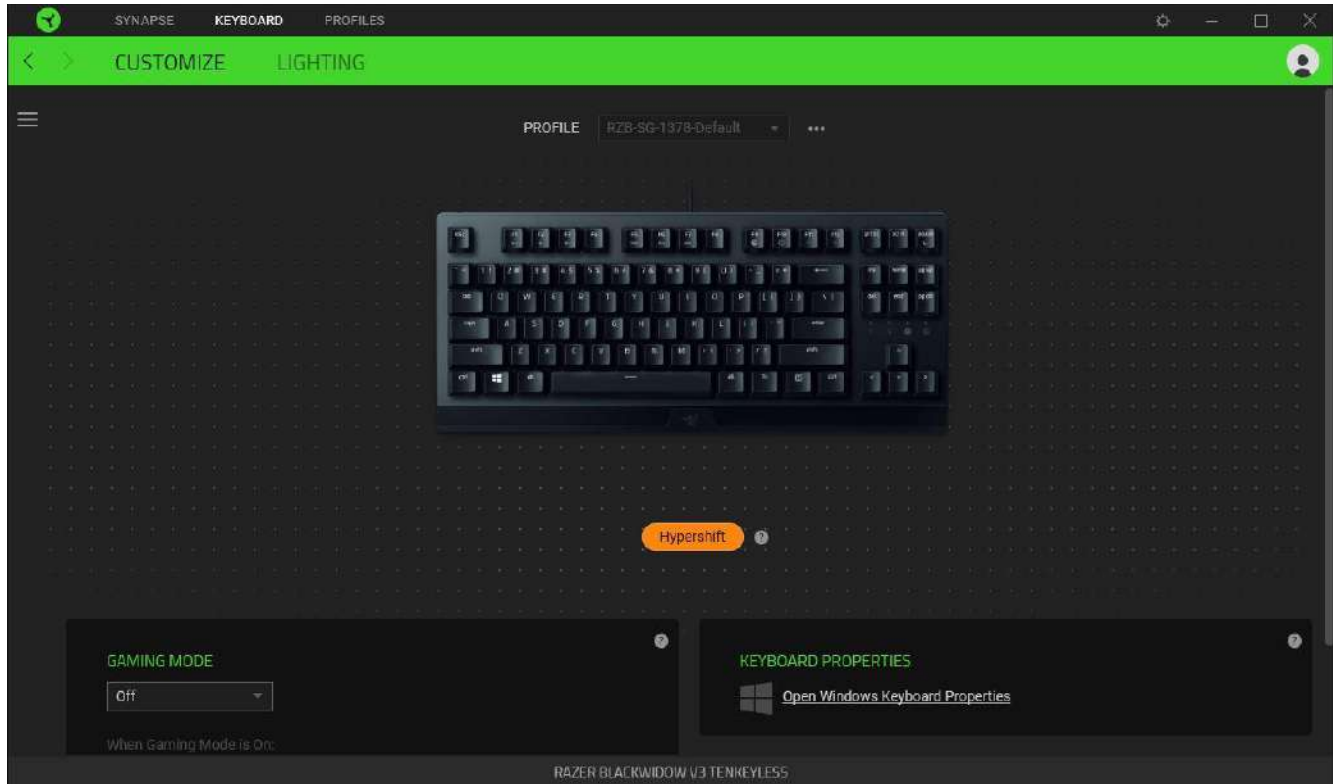 SYNAPSE KEYBOARD PROFILES
CUSTOMIZE LIGHTING
PROFILE RZB-SG-1378-Default
Hypershift
GAMING MODE
Off
When Gaming Mode is On:
KEYBOARD PROPERTIES
Open Windows Keyboard Properties
RAZER BLACKWIDOW V3 TENKEYLESS